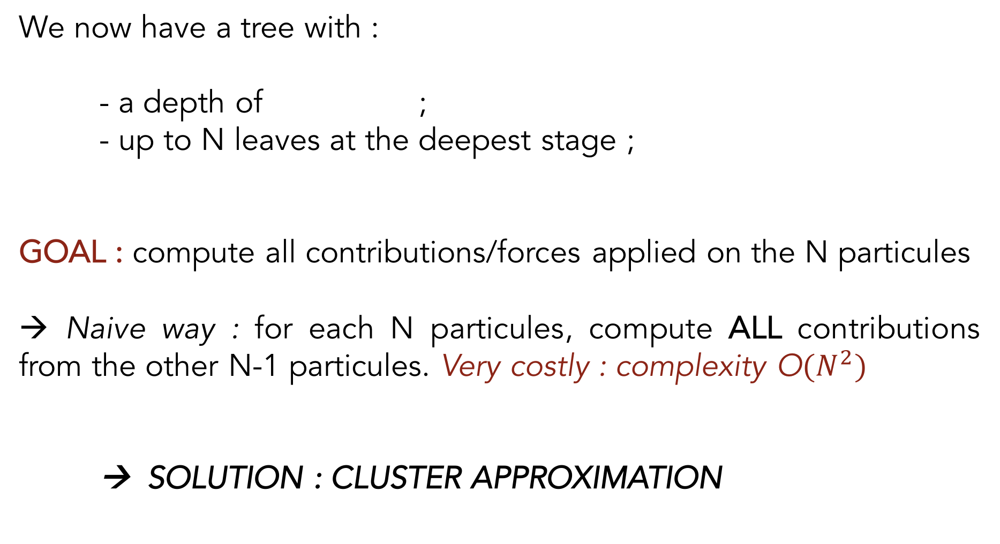 We now have a tree with :
- a depth of ;
- up to N leaves at the deepest stage ;
GOAL : compute all contributions/forces applied on the N particules
→ Naive way : for each N particules, compute ALL contributions
from the other N-1 particules. Very costly : complexity O(N²)
→ SOLUTION : CLUSTER APPROXIMATION